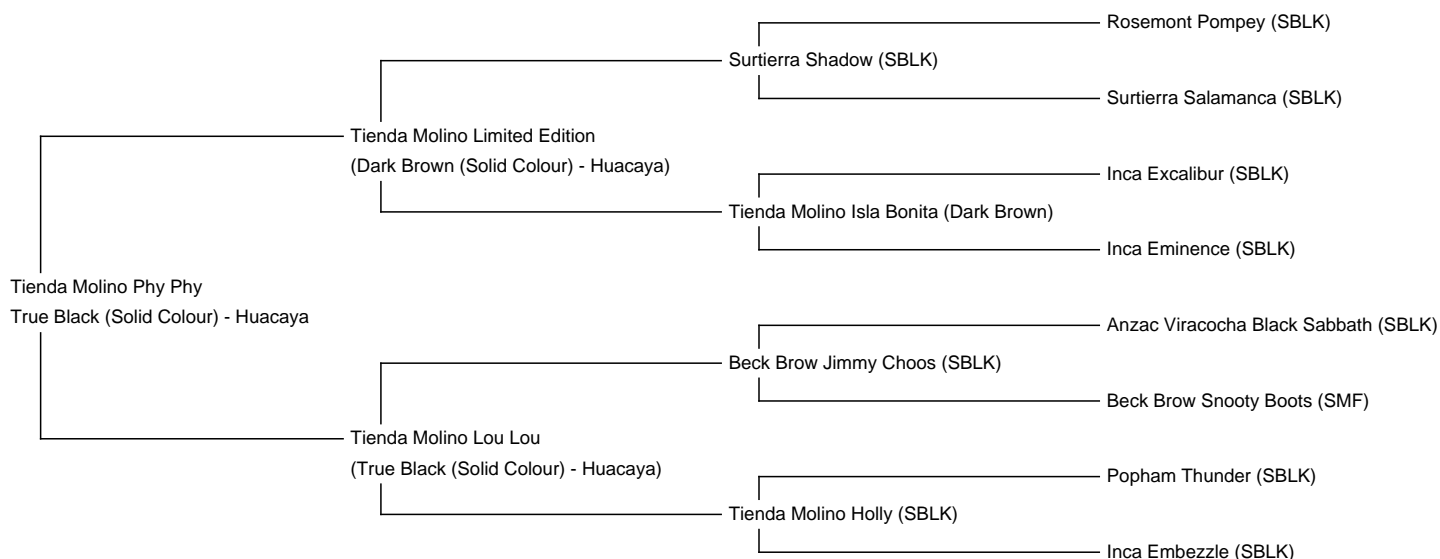 Rosemont Pompey (SBLK)
Surtierra Shadow (SBLK)
Surtierra Salamanca (SBLK)
Tienda Molino Limited Edition
(Dark Brown (Solid Colour) - Huacaya)
Inca Excalibur (SBLK)
Tienda Molino Isla Bonita (Dark Brown)
Inca Eminence (SBLK)
Tienda Molino Phy Phy
True Black (Solid Colour) - Huacaya
Anzac Viracocha Black Sabbath (SBLK)
Beck Brow Jimmy Choos (SBLK)
Beck Brow Snooty Boots (SMF)
Tienda Molino Lou Lou
(True Black (Solid Colour) - Huacaya)
Popham Thunder (SBLK)
Tienda Molino Holly (SBLK)
Inca Embezzle (SBLK)